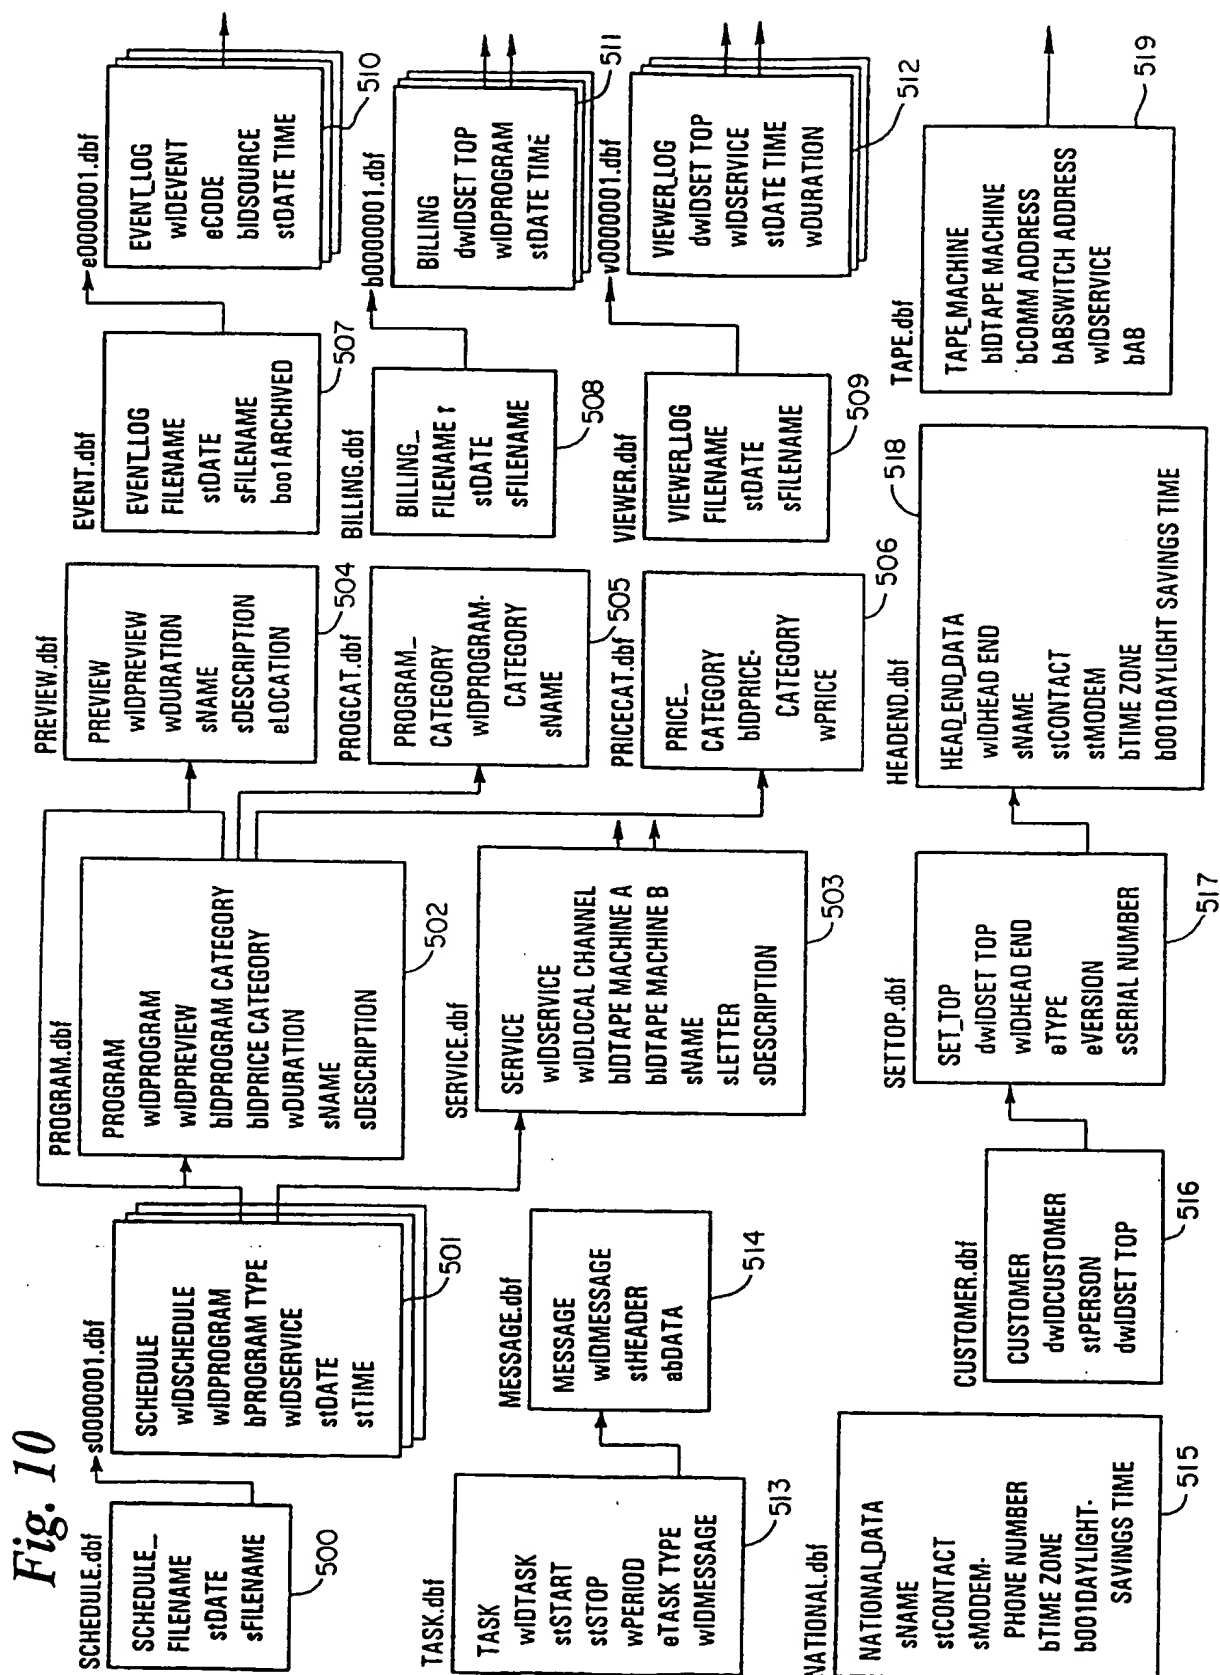 Fig. 10
SCHEDULE.dbf
SCHEDULE_
FILENAME
stDATE
sFILENAME
500
s0000001.dbf
SCHEDULE
wIDSCHEDULE
wIDPROGRAM
bPROGRAM TYPE
wIDSERVICE
stDATE
stTIME
501
PROGRAM.dbf
PROGRAM
wIDPROGRAM
wIDPREVIEW
bIDPROGRAM CATEGORY
bIDPRICE CATEGORY
wDURATION
sNAME
sDESCRIPTION
502
PREVIEW.dbf
PREVIEW
wIDPREVIEW
wDURATION
sNAME
sDESCRIPTION
eLOCATION
504
EVENT.dbf
EVENT_LOG
FILENAME
stDATE
sFILENAME
boo1ARCHIVED
507
e0000001.dbf
EVENT_LOG
wIDEVENT
eCODE
bIDSOURCE
stDATE TIME
510
PROGCAT.dbf
PROGRAM_
CATEGORY
wIDPROGRAM-
CATEGORY
sNAME
505
BILLING.dbf
BILLING_
FILENAME r
stDATE
sFILENAME
508
b0000001.dbf
BILLING
dwIDSET TOP
wIDPROGRAM
stDATE TIME
511
TASK.dbf
TASK
wIDTASK
stSTART
stSTOP
wPERIOD
eTASK TYPE
wIDMESSAGE
513
MESSAGE.dbf
MESSAGE
wIDMESSAGE
stHEADER
abDATA
514
SERVICE.dbf
SERVICE
wIDSERVICE
wIDLOCAL CHANNEL
bIDTAPE MACHINE A
bIDTAPE MACHINE B
sNAME
sLETTER
sDESCRIPTION
503
PRICECAT.dbf
PRICE_
CATEGORY
bIDPRICE-
CATEGORY
wPRICE
506
VIEWER.dbf
VIEWER_LOG
FILENAME
stDATE
sFILENAME
509
v0000001.dbf
VIEWER_LOG
dwIDSET TOP
wIDSERVICE
stDATE TIME
wDURATION
512
NATIONAL.dbf
NATIONAL_DATA
sNAME
stCONTACT
sMODEM-
PHONE NUMBER
bTIME ZONE
b001DAYLIGHT-
SAVINGS TIME
515
CUSTOMER.dbf
CUSTOMER
dwIDCUSTOMER
stPERSON
dwIDSET TOP
516
SETTOP.dbf
SET_TOP
dwIDSET TOP
wIDHEAD END
eTYPE
eVERSION
sSERIAL NUMBER
517
HEADEND.dbf
HEAD_END_DATA
wIDHEAD END
sNAME
stCONTACT
stMODEM
bTIME ZONE
b001DAYLIGHT SAVINGS TIME
518
TAPE.dbf
TAPE_MACHINE
bIDTAPE MACHINE
bCOMM ADDRESS
bABSWITCH ADDRESS
wIDSERVICE
bAB
519